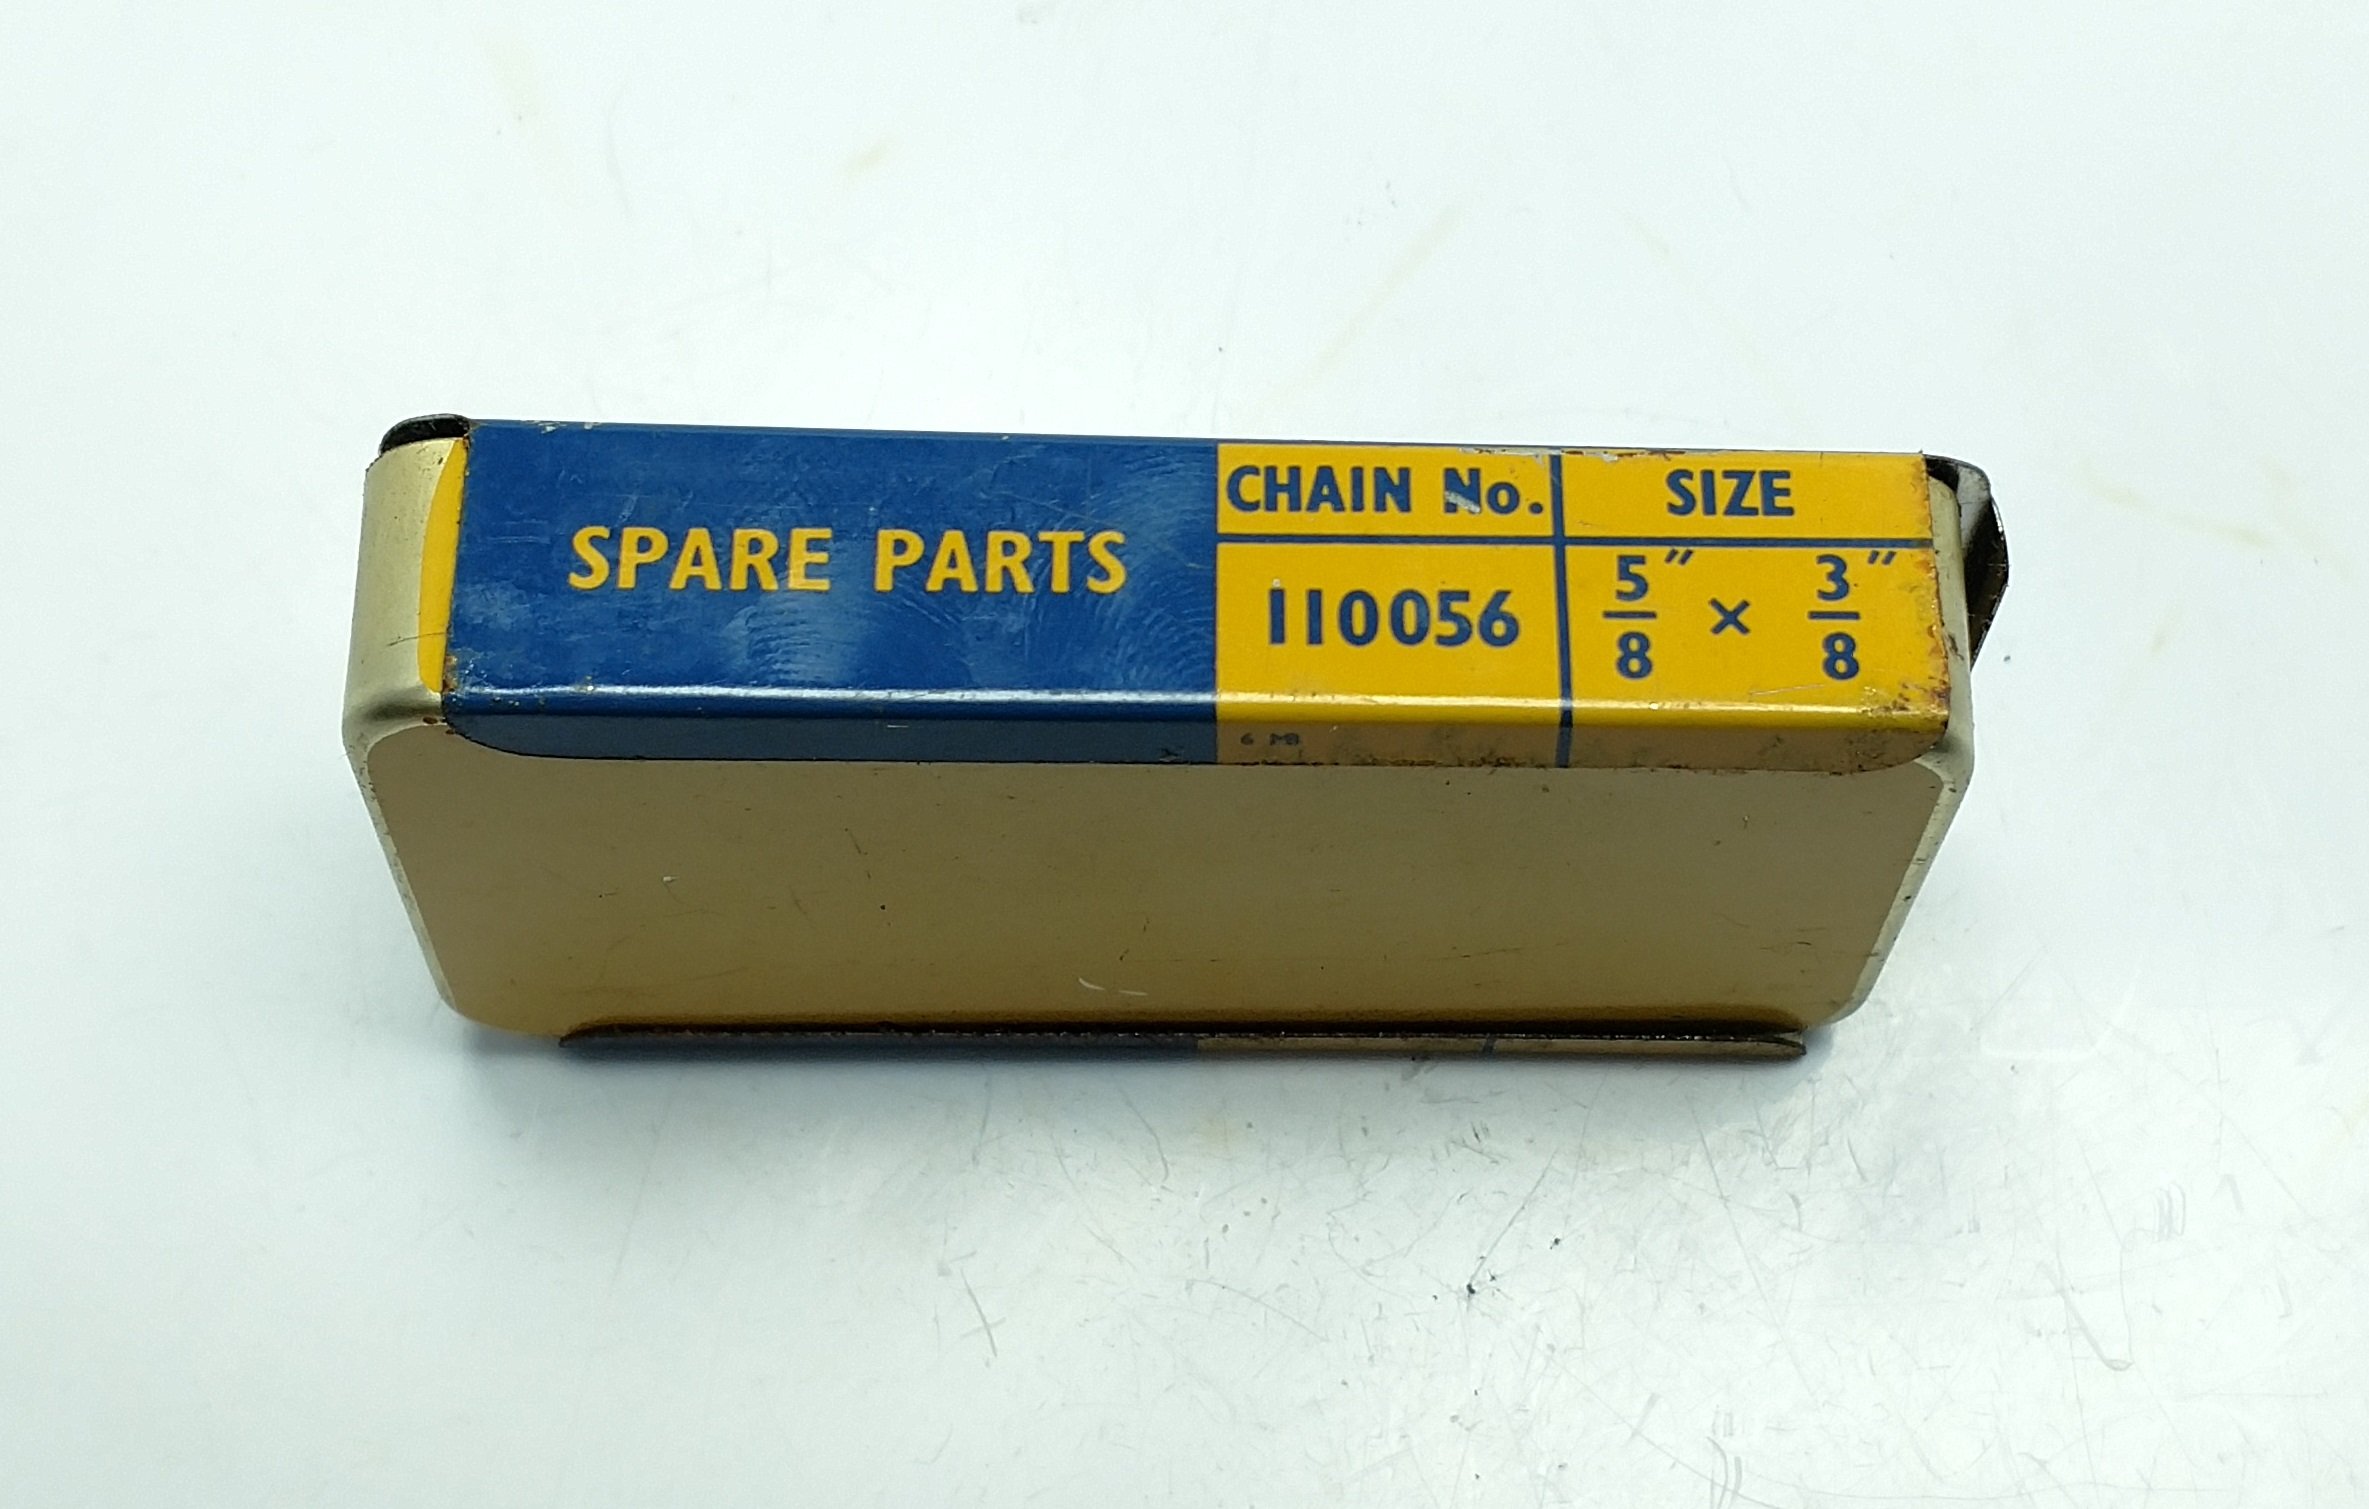 SPARE PARTS
CHAIN No. SIZE
110056 5/8" × 3/8"